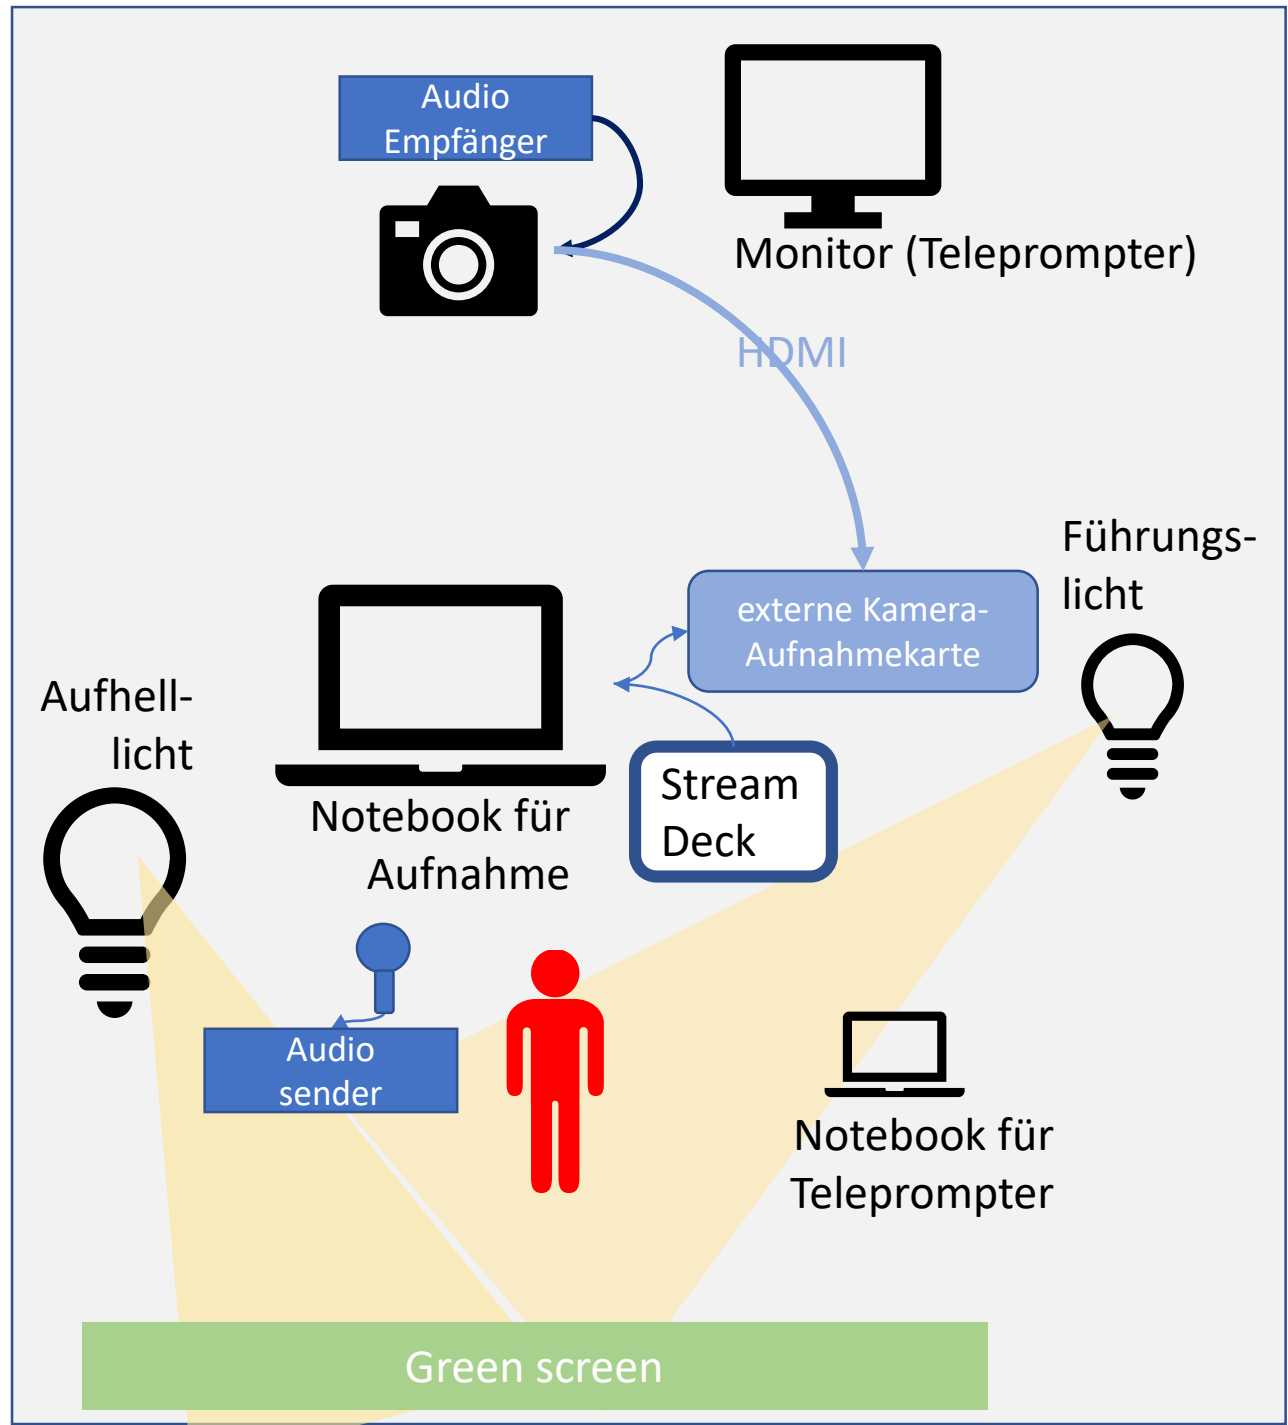 Audio
Empfänger
Monitor (Teleprompter)
HDMI
Führungs-
licht
externe Kamera-
Aufnahmekarte
Aufhell-
licht
Stream
Deck
Notebook für
Aufnahme
Audio
sender
Notebook für
Teleprompter
Green screen